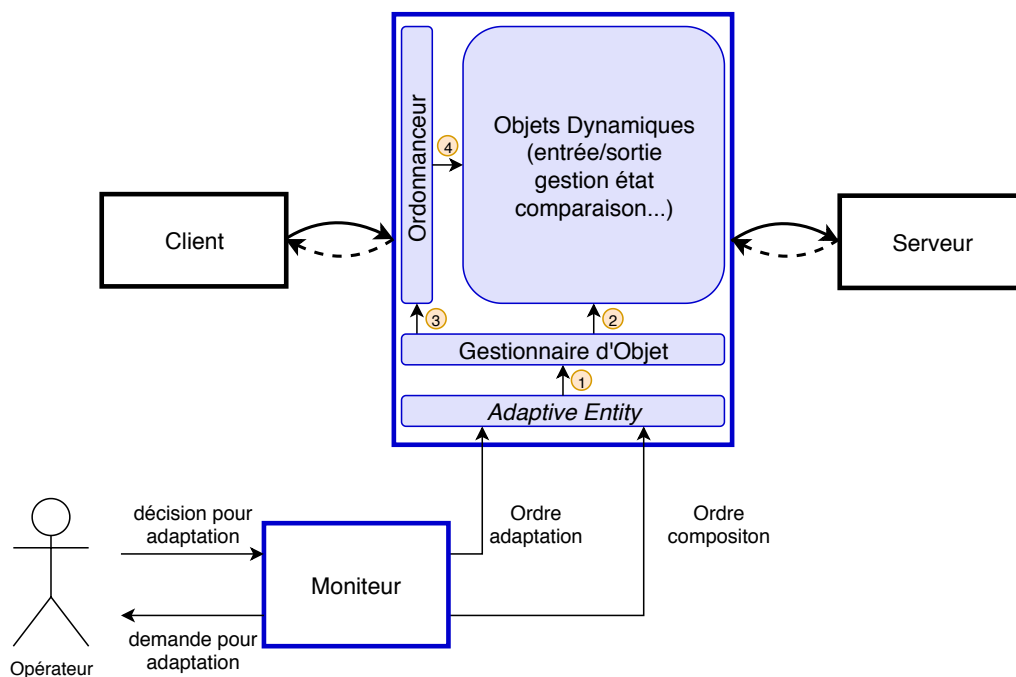 Ordonnanceur
4
Objets Dynamiques
(entrée/sortie
gestion état
comparaison...)
Client
Serveur
3
2
Gestionnaire d'Objet
1
Adaptive Entity
décision pour
adaptation
Ordre
adaptation
Ordre
compositon
Moniteur
demande pour
adaptation
Opérateur